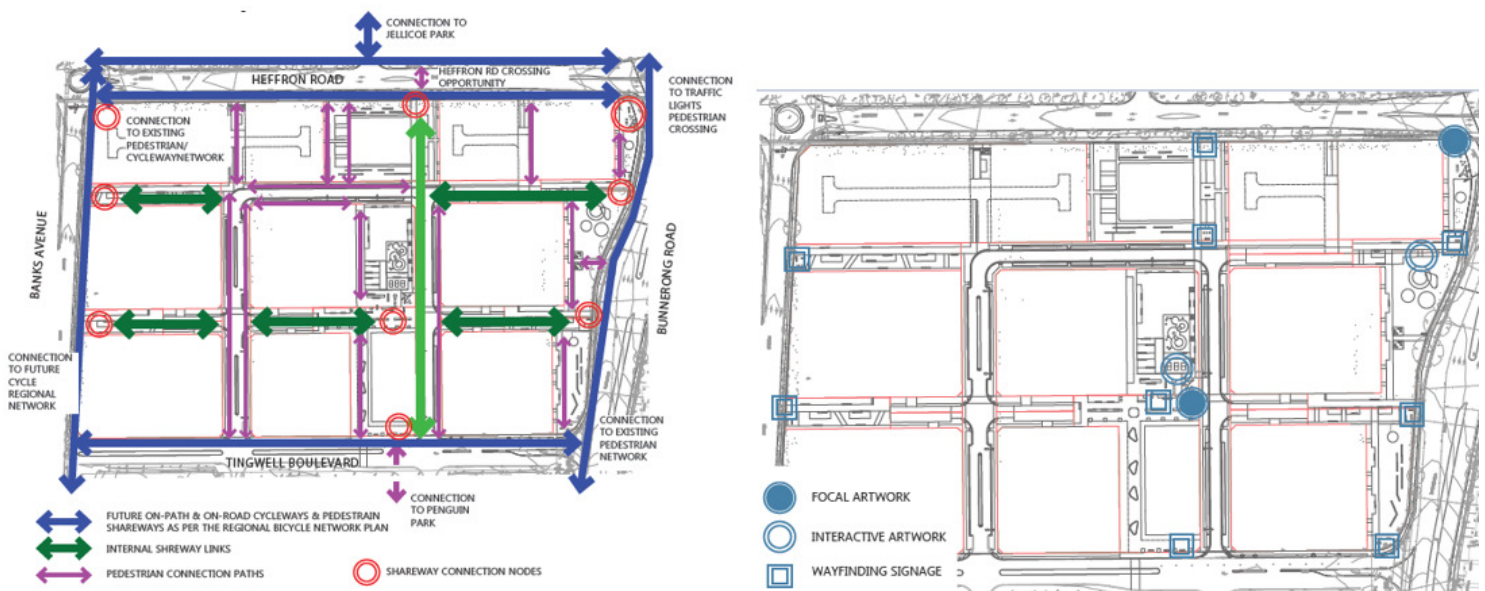 CONNECTION TO
JELLICOE PARK
HEFFRON ROAD
HEFFRON RD CROSSING
OPPORTUNITY
CONNECTION
TO TRAFFIC
LIGHTS
PEDESTRIAN
CROSSING
CONNECTION
TO EXISTING
PEDESTRIAN/
CYCLEWAYNETWORK
BANKS AVENUE
BUNNERONG ROAD
CONNECTION
TO FUTURE
CYCLE
REGIONAL
NETWORK
CONNECTION
TO EXISTING
PEDESTRIAN
NETWORK
TINGWELL BOULEVARD
CONNECTION
TO PENGUIN
PARK
FUTURE ON-PATH & ON-ROAD CYCLEWAYS & PEDESTRAIN
SHAREWAYS AS PER THE REGIONAL BICYCLE NETWORK PLAN
INTERNAL SHREWAY LINKS
PEDESTRIAN CONNECTION PATHS
SHAREWAY CONNECTION NODES
FOCAL ARTWORK
INTERACTIVE ARTWORK
WAYFINDING SIGNAGE